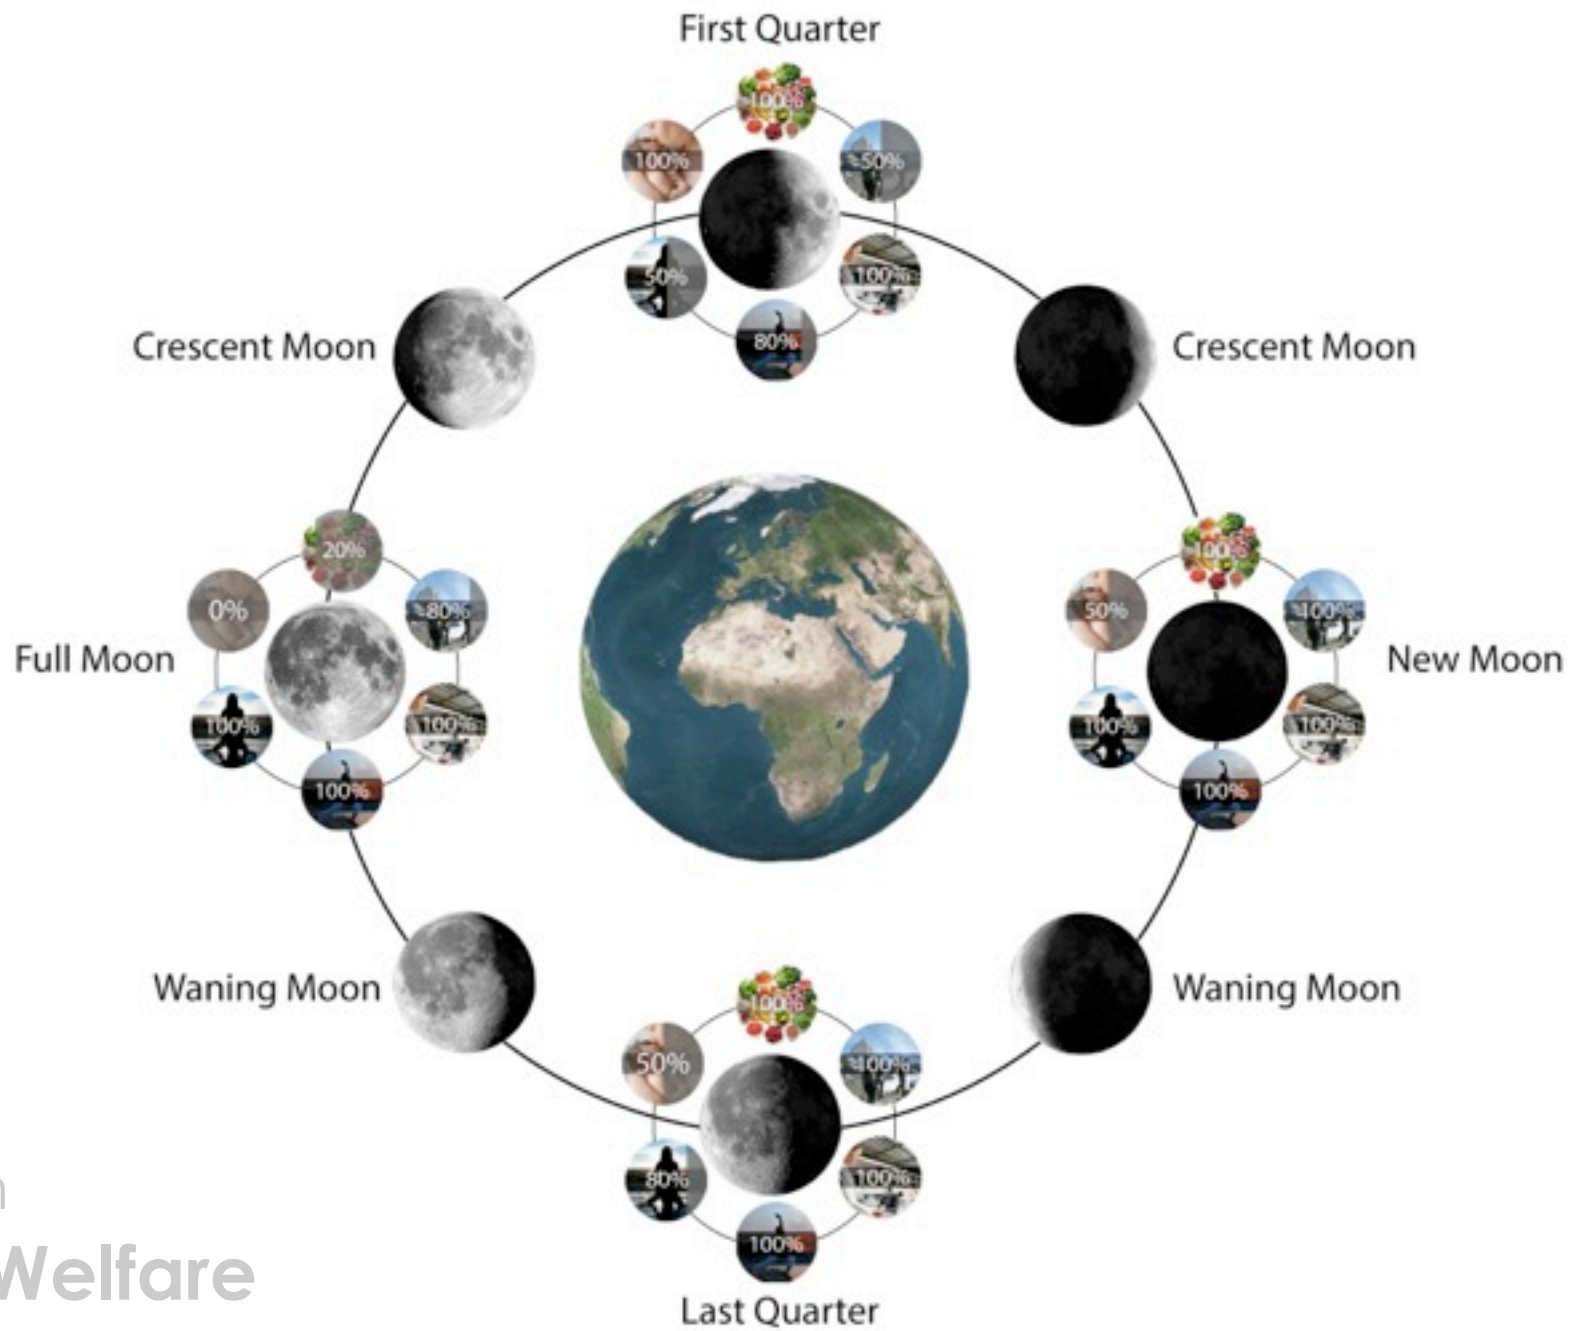 First Quarter
100%
100%
≈50%
50%
100%
80%
Crescent Moon
Crescent Moon
20%
0%
≈80%
Full Moon
100%
100%
100%
100%
50%
≈100%
New Moon
100%
100%
100%
Waning Moon
Waning Moon
100%
50%
≈100%
80%
100%
100%
n
Welfare
Last Quarter